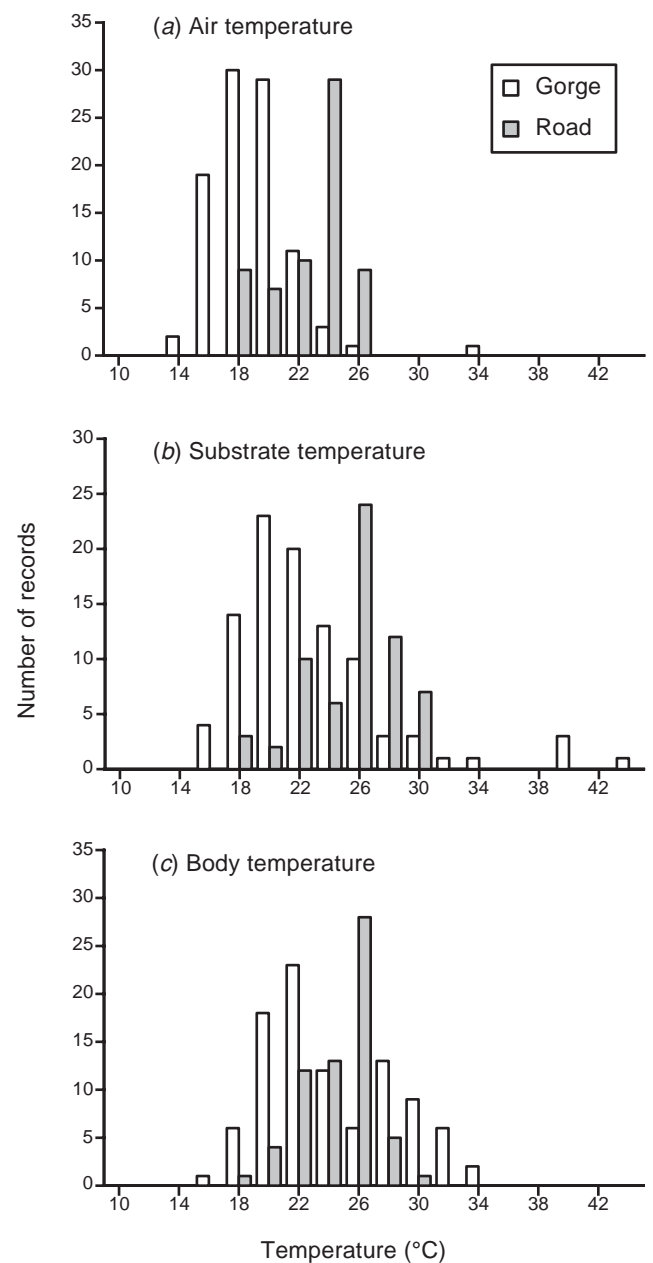 (a) Air temperature
35
30
25
20
15
10
5
0
10 14 18 22 26 30 34 38 42
Gorge
Road
(b) Substrate temperature
30
25
20
15
10
5
0
10 14 18 22 26 30 34 38 42
Number of records
(c) Body temperature
35
30
25
20
15
10
5
0
10 14 18 22 26 30 34 38 42
Temperature (°C)